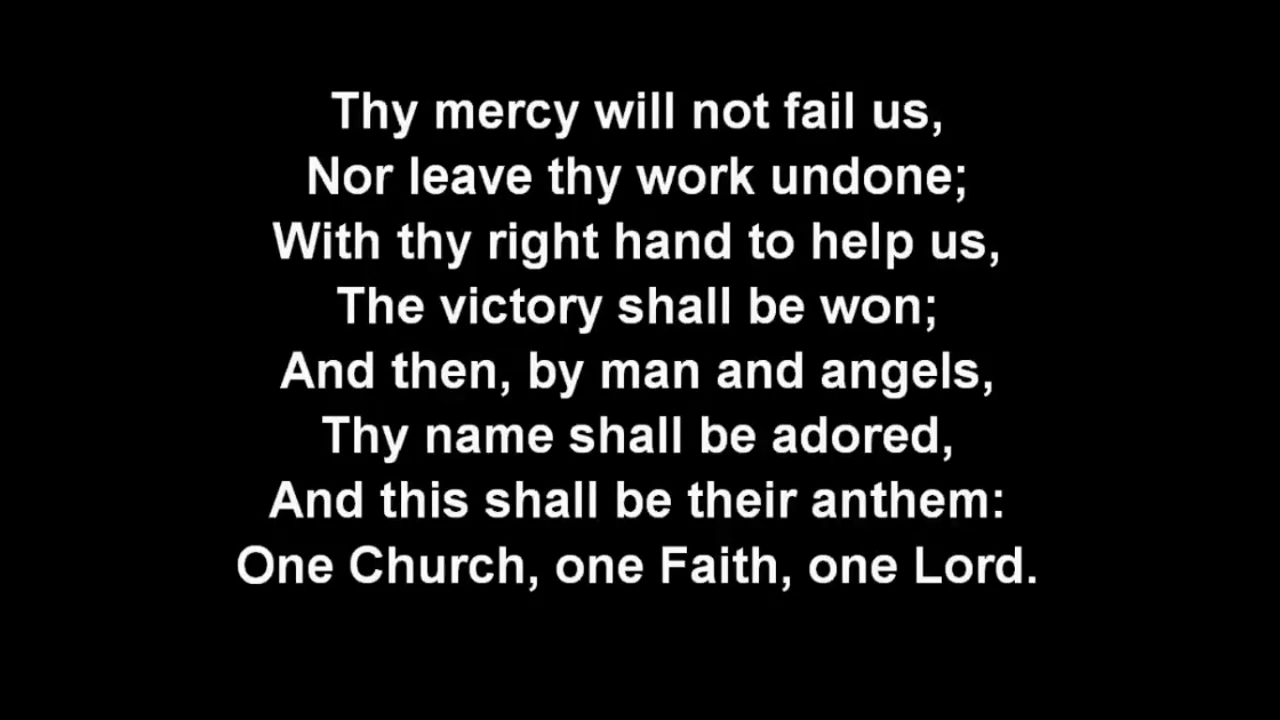 Thy mercy will not fail us,
Nor leave thy work undone;
With thy right hand to help us,
The victory shall be won;
And then, by man and angels,
Thy name shall be adored,
And this shall be their anthem:
One Church, one Faith, one Lord.